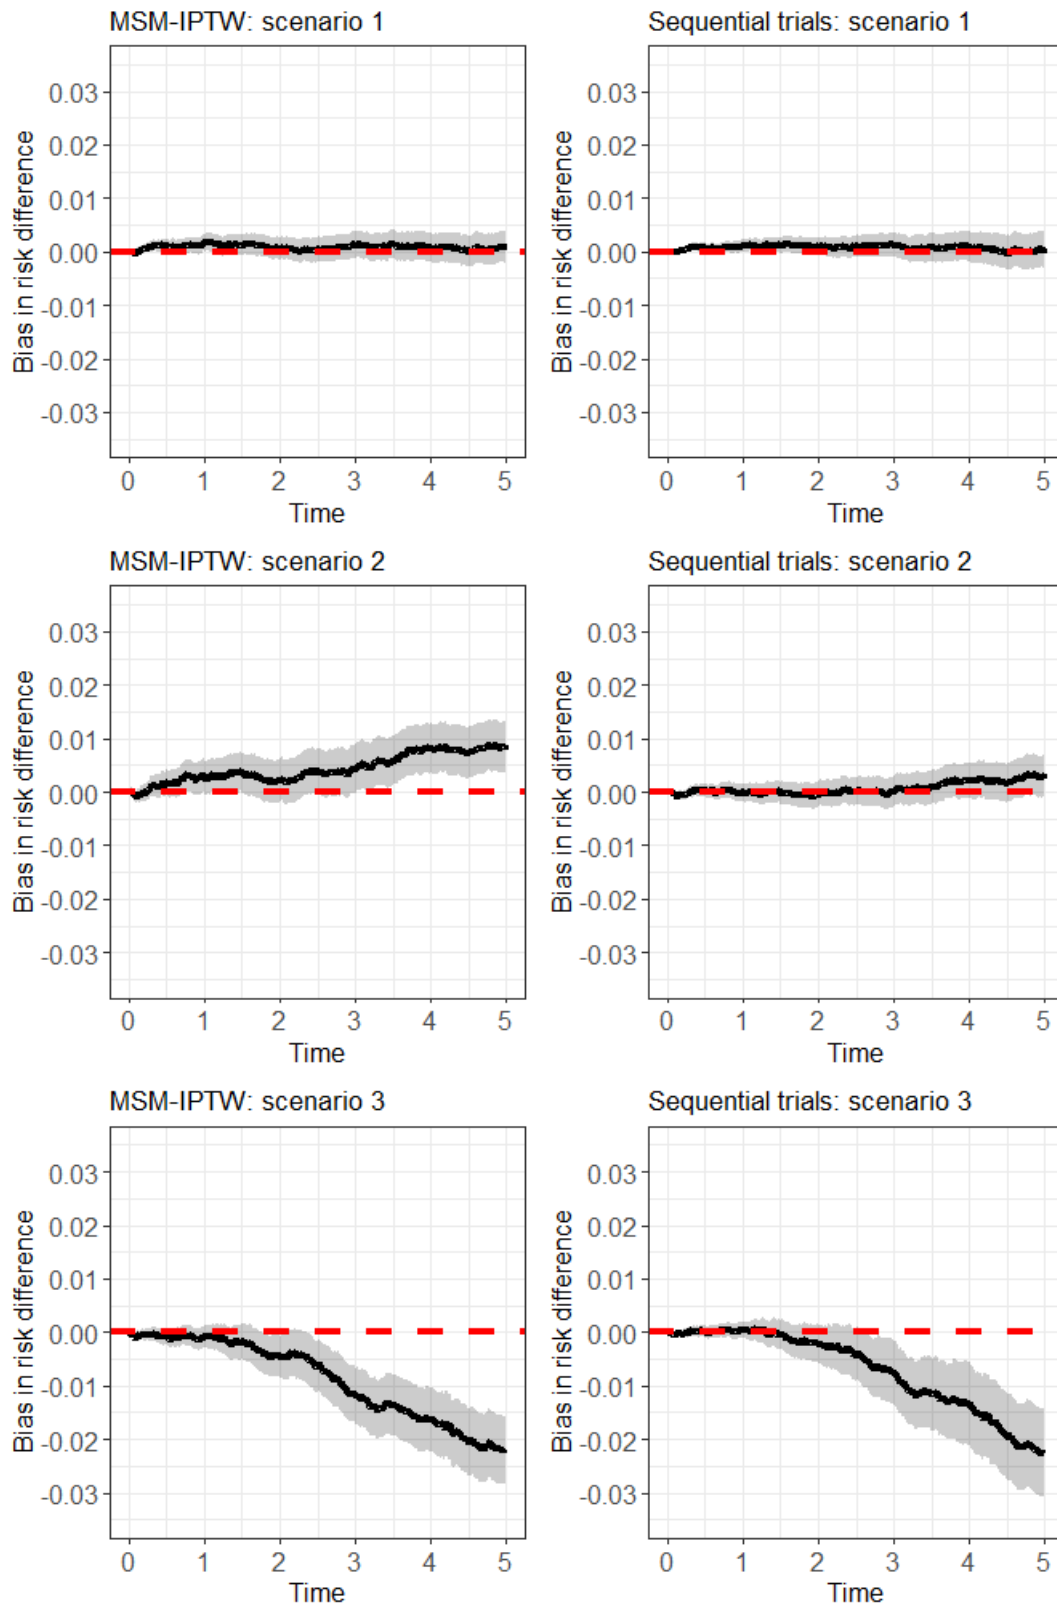 MSM-IPTW: scenario 1
Bias in risk difference
0.03
0.02
0.01
0.00
-0.01
-0.02
-0.03
0 1 2 3 4 5
Time
Sequential trials: scenario 1
Bias in risk difference
0.03
0.02
0.01
0.00
-0.01
-0.02
-0.03
0 1 2 3 4 5
Time
MSM-IPTW: scenario 2
Bias in risk difference
0.03
0.02
0.01
0.00
-0.01
-0.02
-0.03
0 1 2 3 4 5
Time
Sequential trials: scenario 2
Bias in risk difference
0.03
0.02
0.01
0.00
-0.01
-0.02
-0.03
0 1 2 3 4 5
Time
MSM-IPTW: scenario 3
Bias in risk difference
0.03
0.02
0.01
0.00
-0.01
-0.02
-0.03
0 1 2 3 4 5
Time
Sequential trials: scenario 3
Bias in risk difference
0.03
0.02
0.01
0.00
-0.01
-0.02
-0.03
0 1 2 3 4 5
Time